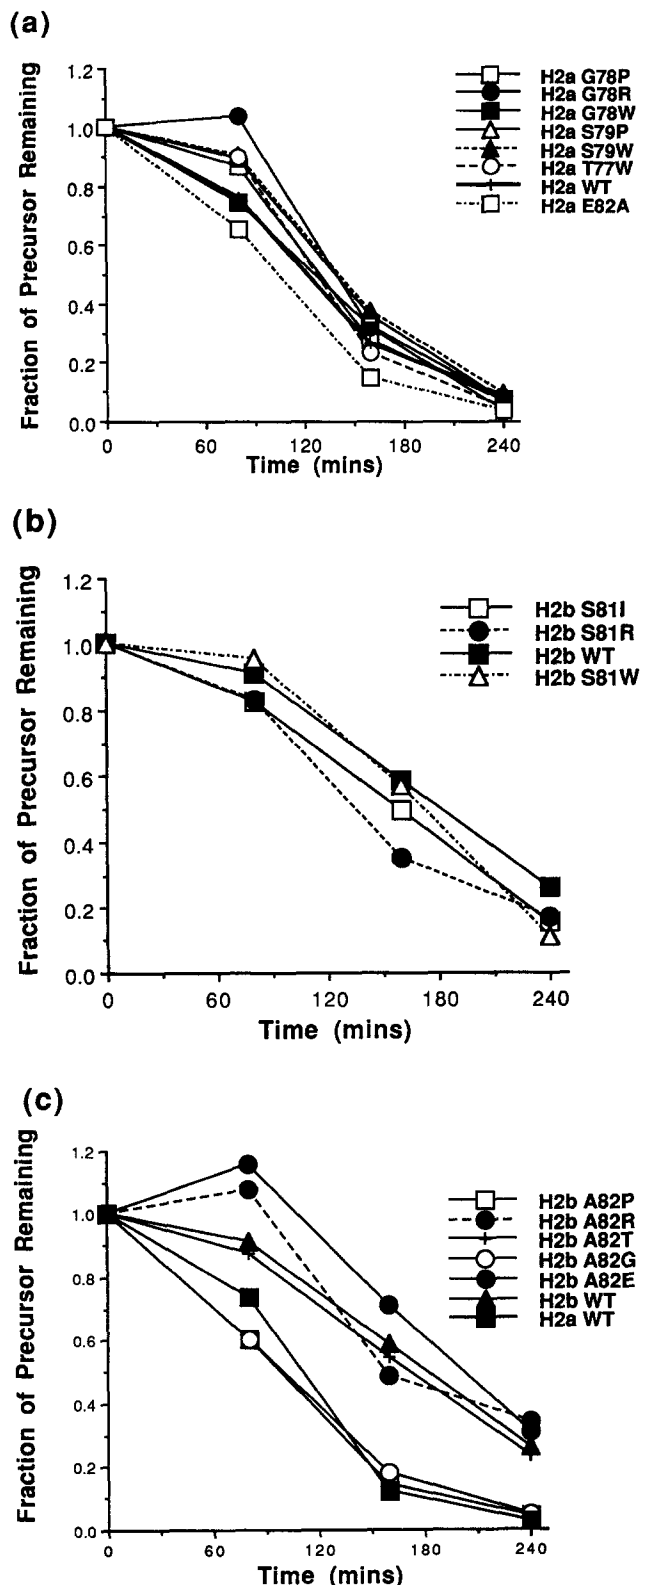 (a)
Fraction of Precursor Remaining
1.2
1.0
0.8
0.6
0.4
0.2
0.0
0 60 120 180 240
Time (mins)
H2a G78P
H2a G78R
H2a G78W
H2a S79P
H2a S79W
H2a T77W
H2a WT
H2a E82A
(b)
Fraction of Precursor Remaining
1.2
1.0
0.8
0.6
0.4
0.2
0.0
0 60 120 180 240
Time (mins)
H2b S81I
H2b S81R
H2b WT
H2b S81W
(c)
Fraction of Precursor Remaining
1.2
1.0
0.8
0.6
0.4
0.2
0.0
0 60 120 180 240
Time (mins)
H2b A82P
H2b A82R
H2b A82T
H2b A82G
H2b A82E
H2b WT
H2a WT